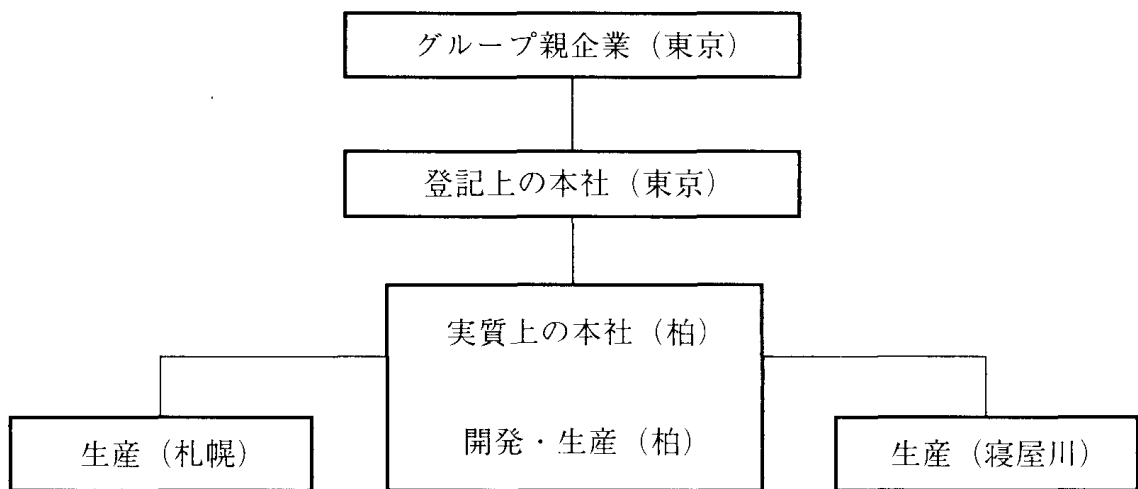 グループ親企業（東京）
登記上の本社（東京）
実質上の本社（柏）
開発・生産（柏）
生産（札幌）
生産（寝屋川）